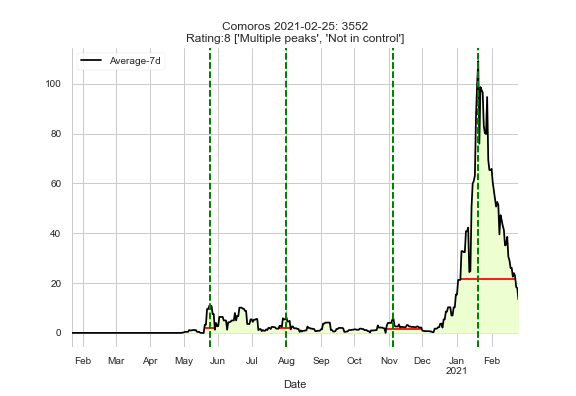 Comoros 2021-02-25: 3552
Rating:8 ['Multiple peaks', 'Not in control']
Average-7d
100
80
60
40
20
0
Feb Mar Apr May Jun Jul Aug Sep Oct Nov Dec Jan Feb
2021
Date